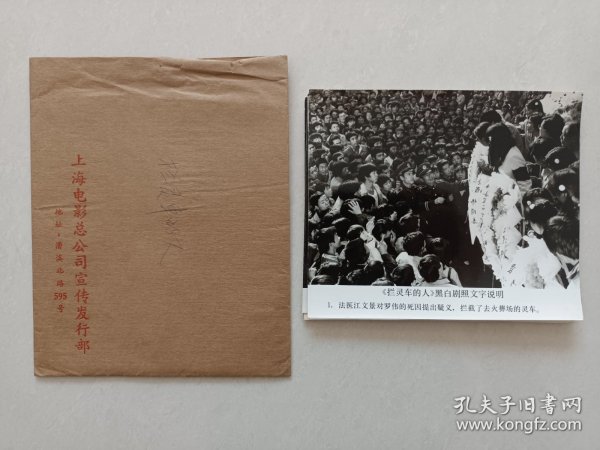 上海电影总公司宣传发行部
地址：漕溪北路595号
拦灵车的人
《拦灵车的人》黑白剧照文字说明
1. 法医江文景对罗伟的死因提出疑义，拦截了去火葬场的灵车。
孔夫子旧书网
www.kongfz.com